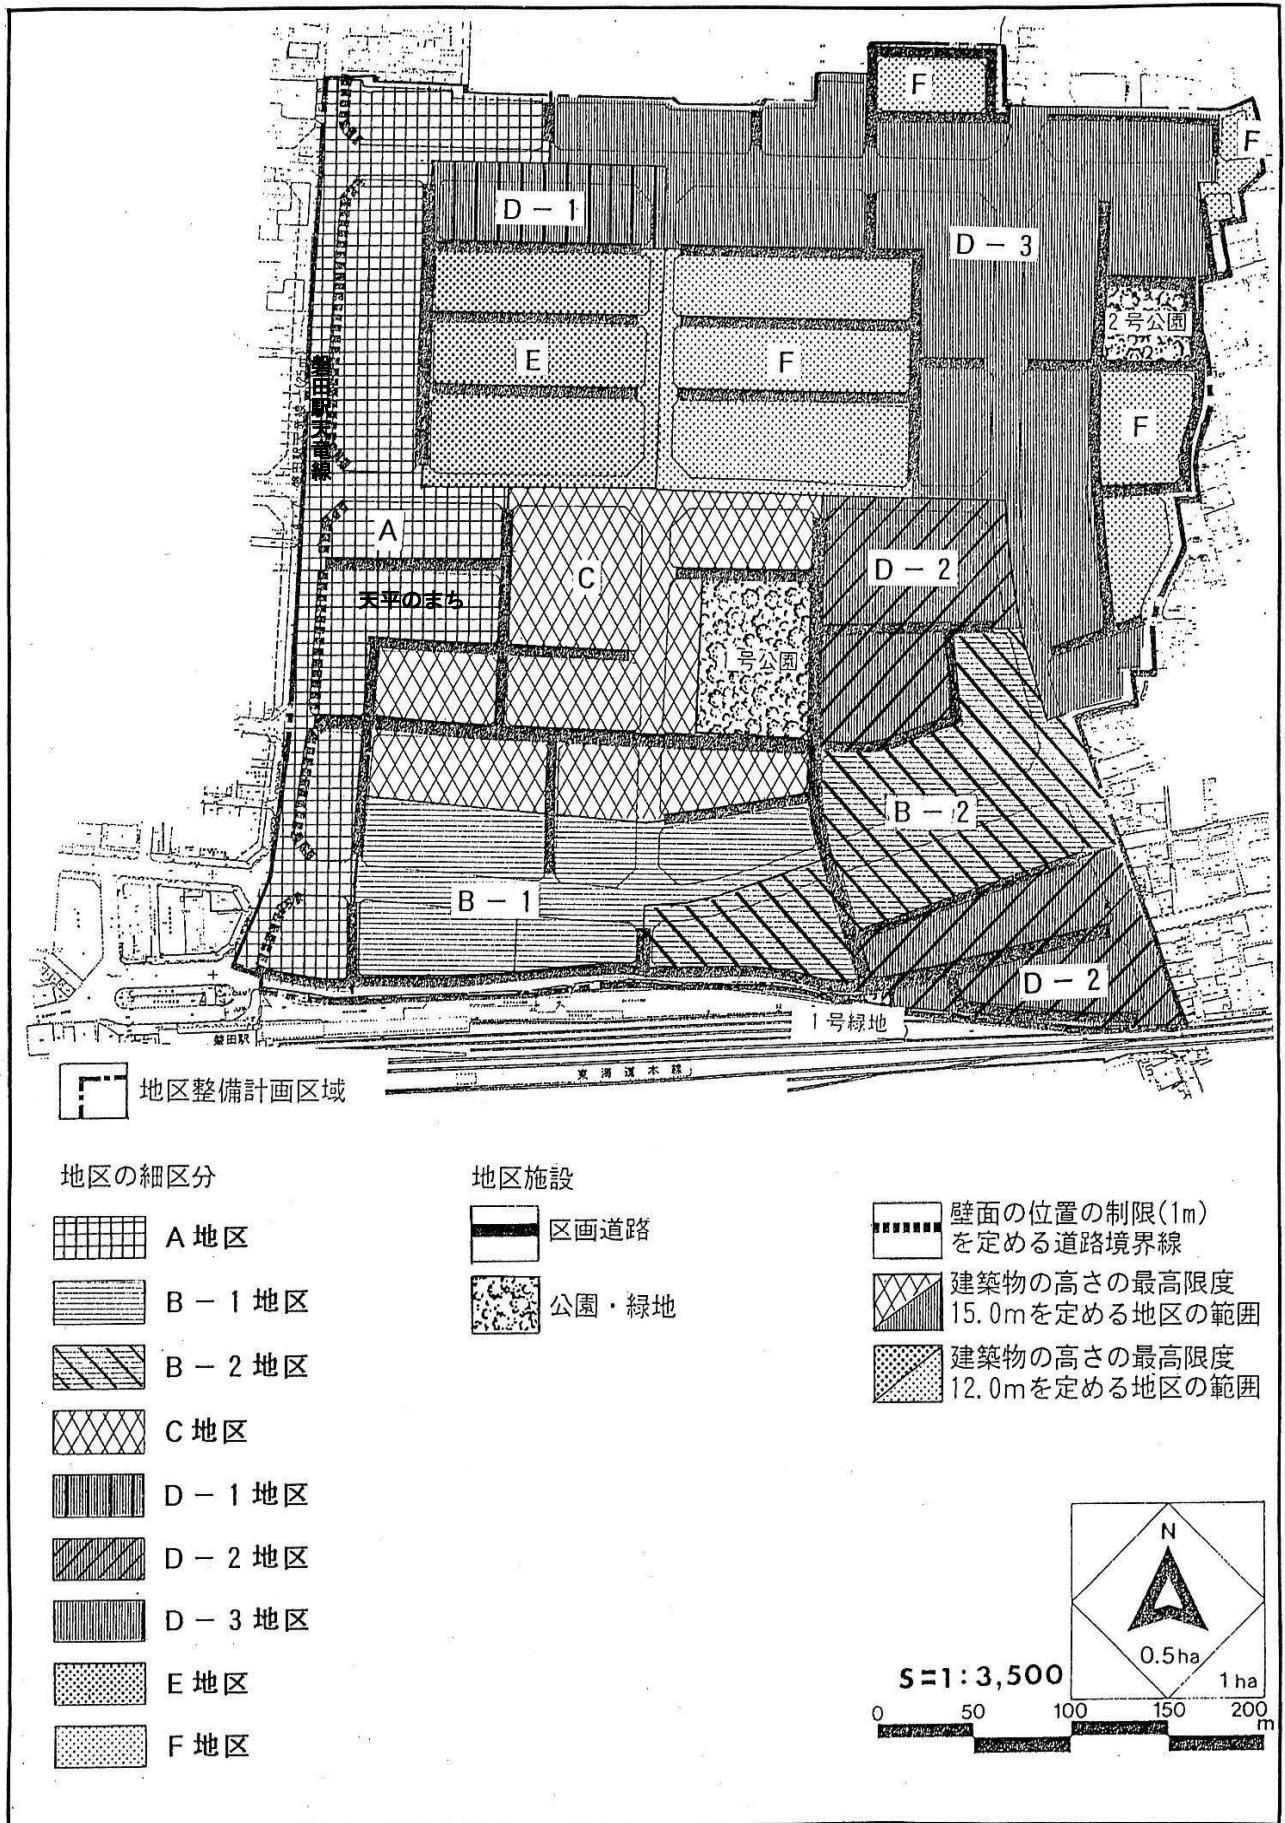 F
F
D-1
D-3
2号公園
E
F
F
磐田駅天竜線
A
C
D-2
天平のまち
1号公園
B-2
B-1
D-2
1号緑地
磐田駅
東海道本線
地区整備計画区域
地区の細区分
A地区
B-1地区
B-2地区
C地区
D-1地区
D-2地区
D-3地区
E地区
F地区
地区施設
区画道路
公園・緑地
壁面の位置の制限(1m)
を定める道路境界線
建築物の高さの最高限度
15.0mを定める地区の範囲
建築物の高さの最高限度
12.0mを定める地区の範囲
N
0.5ha
1ha
S=1:3,500
0 50 100 150 200
m